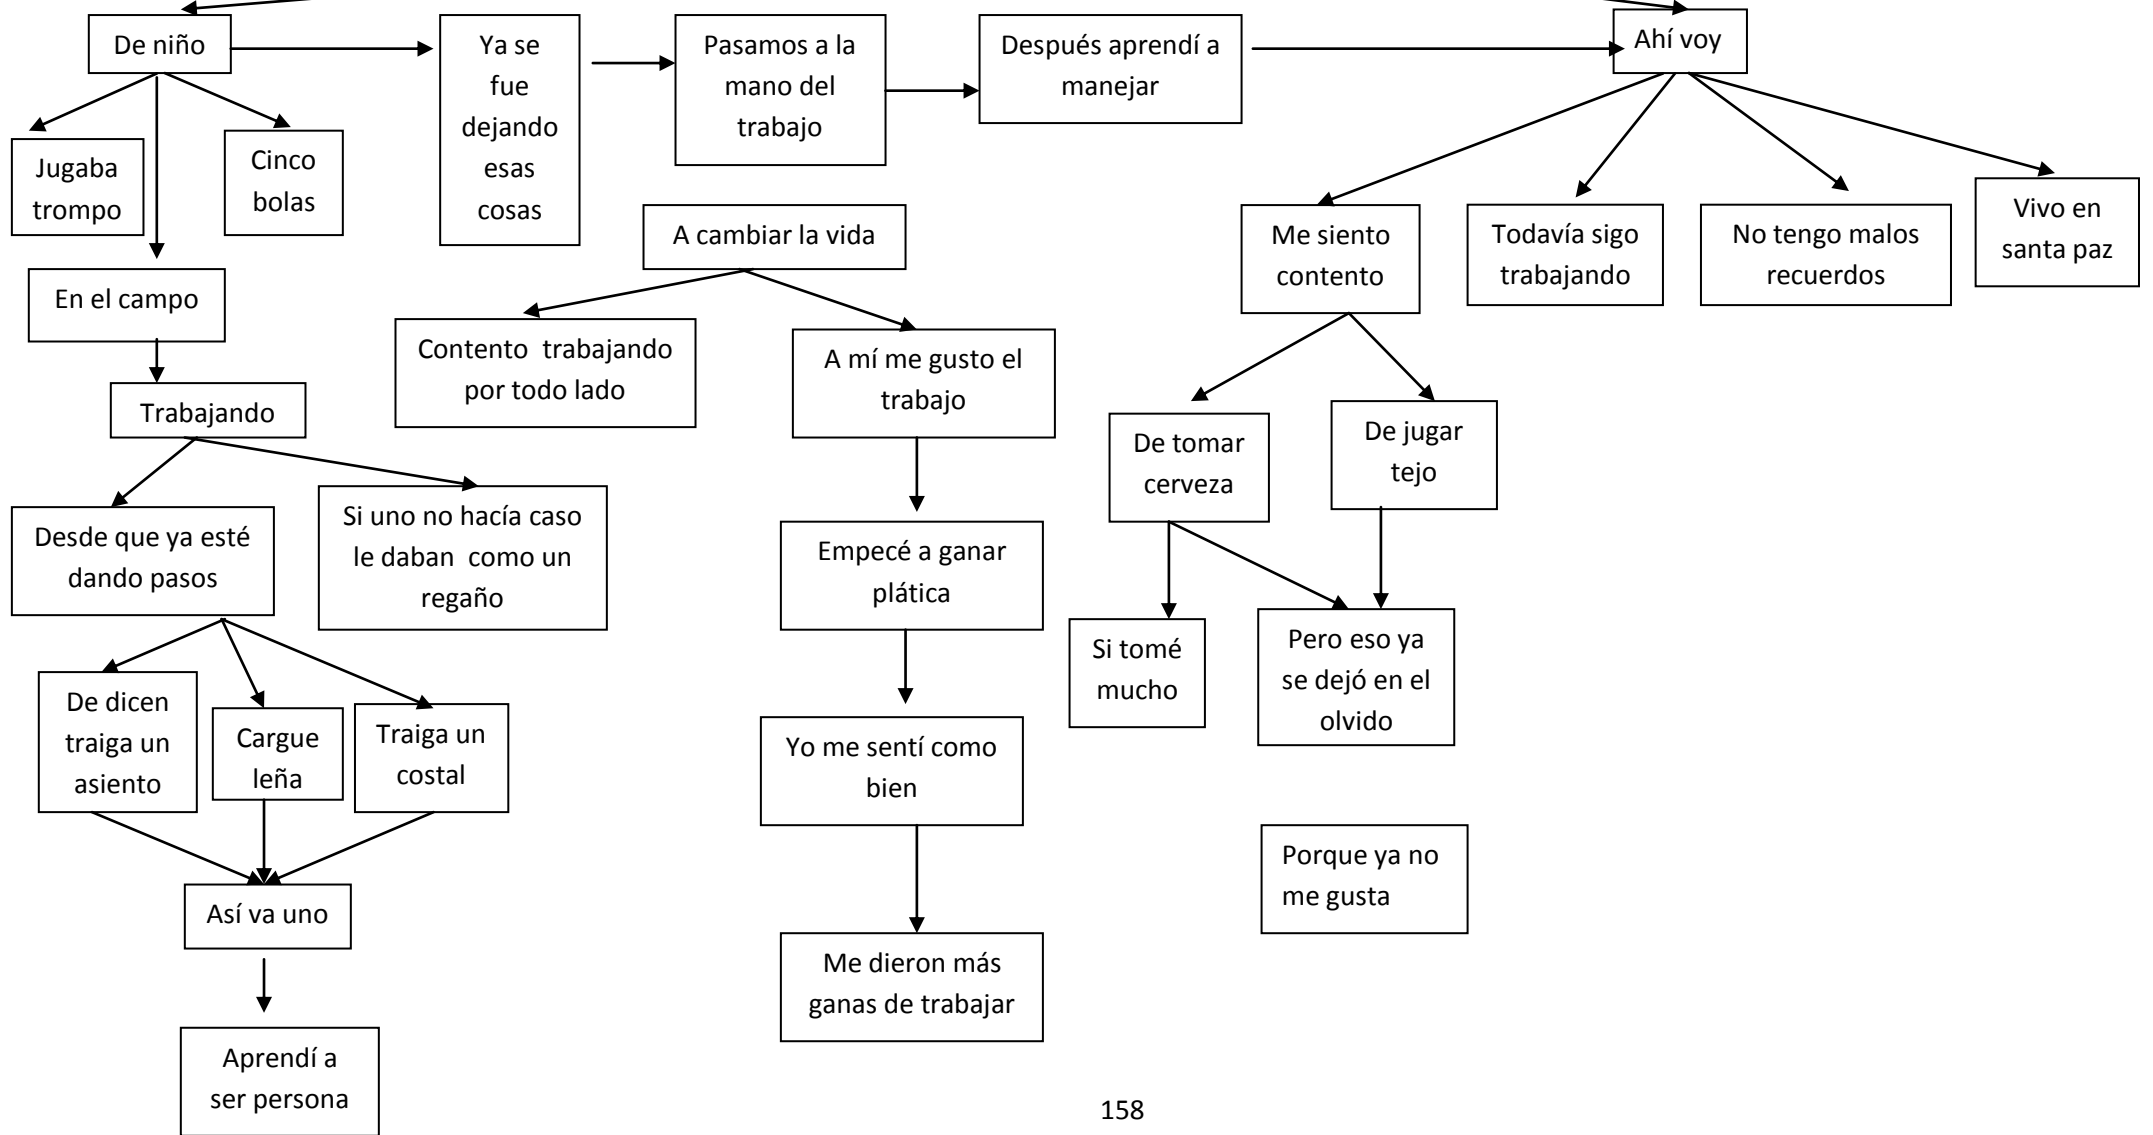 De niño
Ya se
fue
dejando
esas
cosas
Pasamos a la
mano del
trabajo
Después aprendí a
manejar
Ahí voy
Jugaba
trompo
Cinco
bolas
A cambiar la vida
Me siento
contento
Todavía sigo
trabajando
No tengo malos
recuerdos
Vivo en
santa paz
En el campo
Contento trabajando
por todo lado
A mí me gusto el
trabajo
Trabajando
De tomar
cerveza
De jugar
tejo
Desde que ya esté
dando pasos
Si uno no hacía caso
le daban como un
regaño
Empecé a ganar
plática
Si tomé
mucho
Pero eso ya
se dejó en el
olvido
De dicen
traiga un
asiento
Cargue
leña
Traiga un
costal
Yo me sentí como
bien
Porque ya no
me gusta
Así va uno
Me dieron más
ganas de trabajar
Aprendí a
ser persona
158